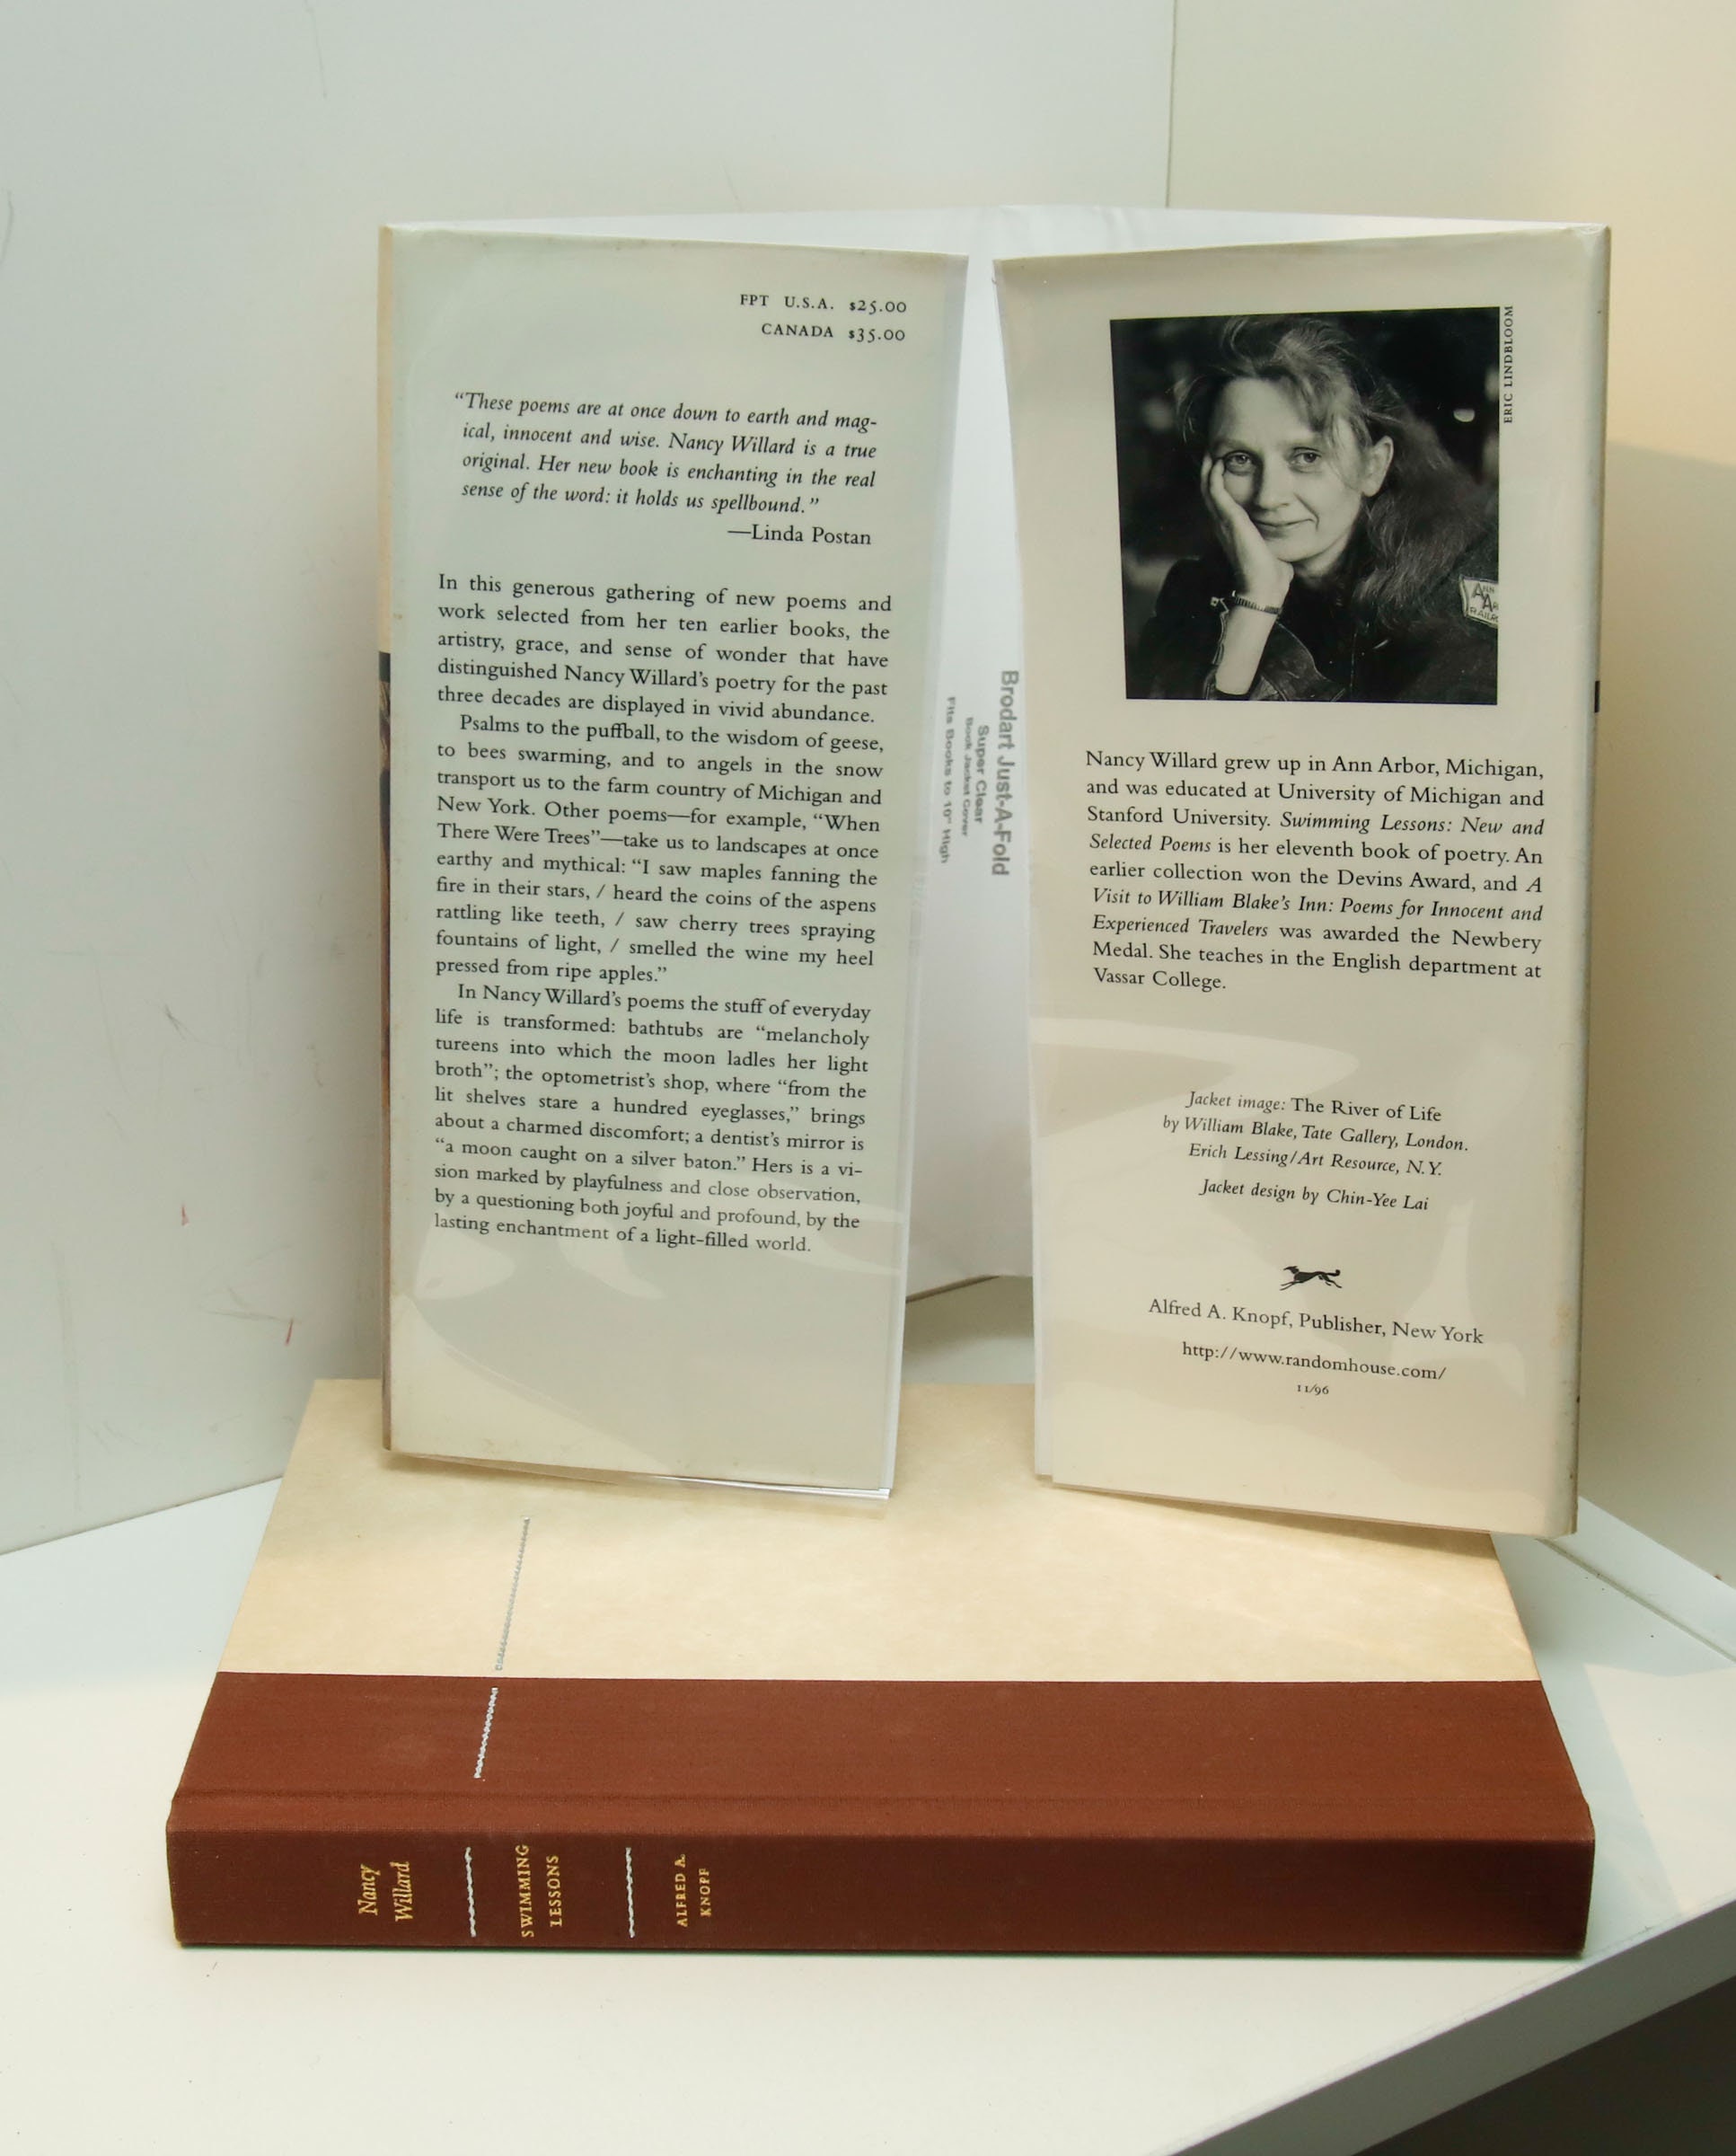 FPT U.S.A. $25.00
CANADA $35.00
“These poems are at once down to earth and mag-
ical, innocent and wise. Nancy Willard is a true
original. Her new book is enchanting in the real
sense of the word: it holds us spellbound.”
—Linda Postan
In this generous gathering of new poems and
work selected from her ten earlier books, the
artistry, grace, and sense of wonder that have
distinguished Nancy Willard’s poetry for the past
three decades are displayed in vivid abundance.
Psalms to the puffball, to the wisdom of geese,
to bees swarming, and to angels in the snow
transport us to the farm country of Michigan and
New York. Other poems—for example, “When
There Were Trees”—take us to landscapes at once
earthy and mythical: “I saw maples fanning the
fire in their stars, / heard the coins of the aspens
rattling like teeth, / saw cherry trees spraying
fountains of light, / smelled the wine my heel
pressed from ripe apples.”
In Nancy Willard’s poems the stuff of everyday
life is transformed: bathtubs are “melancholy
tureens into which the moon ladles her light
broth”; the optometrist’s shop, where “from the
lit shelves stare a hundred eyeglasses,” brings
about a charmed discomfort; a dentist’s mirror is
“a moon caught on a silver baton.” Hers is a vi-
sion marked by playfulness and close observation,
by a questioning both joyful and profound, by the
lasting enchantment of a light-filled world.
Brodart Just-A-Fold
Super Clear
Book Jacket Cover
Fits Books to 10" High
ERIC LINDBLOOM
ANN
RAILR
Nancy Willard grew up in Ann Arbor, Michigan,
and was educated at University of Michigan and
Stanford University. Swimming Lessons: New and
Selected Poems is her eleventh book of poetry. An
earlier collection won the Devins Award, and A
Visit to William Blake’s Inn: Poems for Innocent and
Experienced Travelers was awarded the Newbery
Medal. She teaches in the English department at
Vassar College.
Jacket image: The River of Life
by William Blake, Tate Gallery, London.
Erich Lessing/Art Resource, N.Y.
Jacket design by Chin-Yee Lai
Alfred A. Knopf, Publisher, New York
http://www.randomhouse.com/
11/96
Nancy
Willard
SWIMMING
LESSONS
ALFRED A.
KNOPF